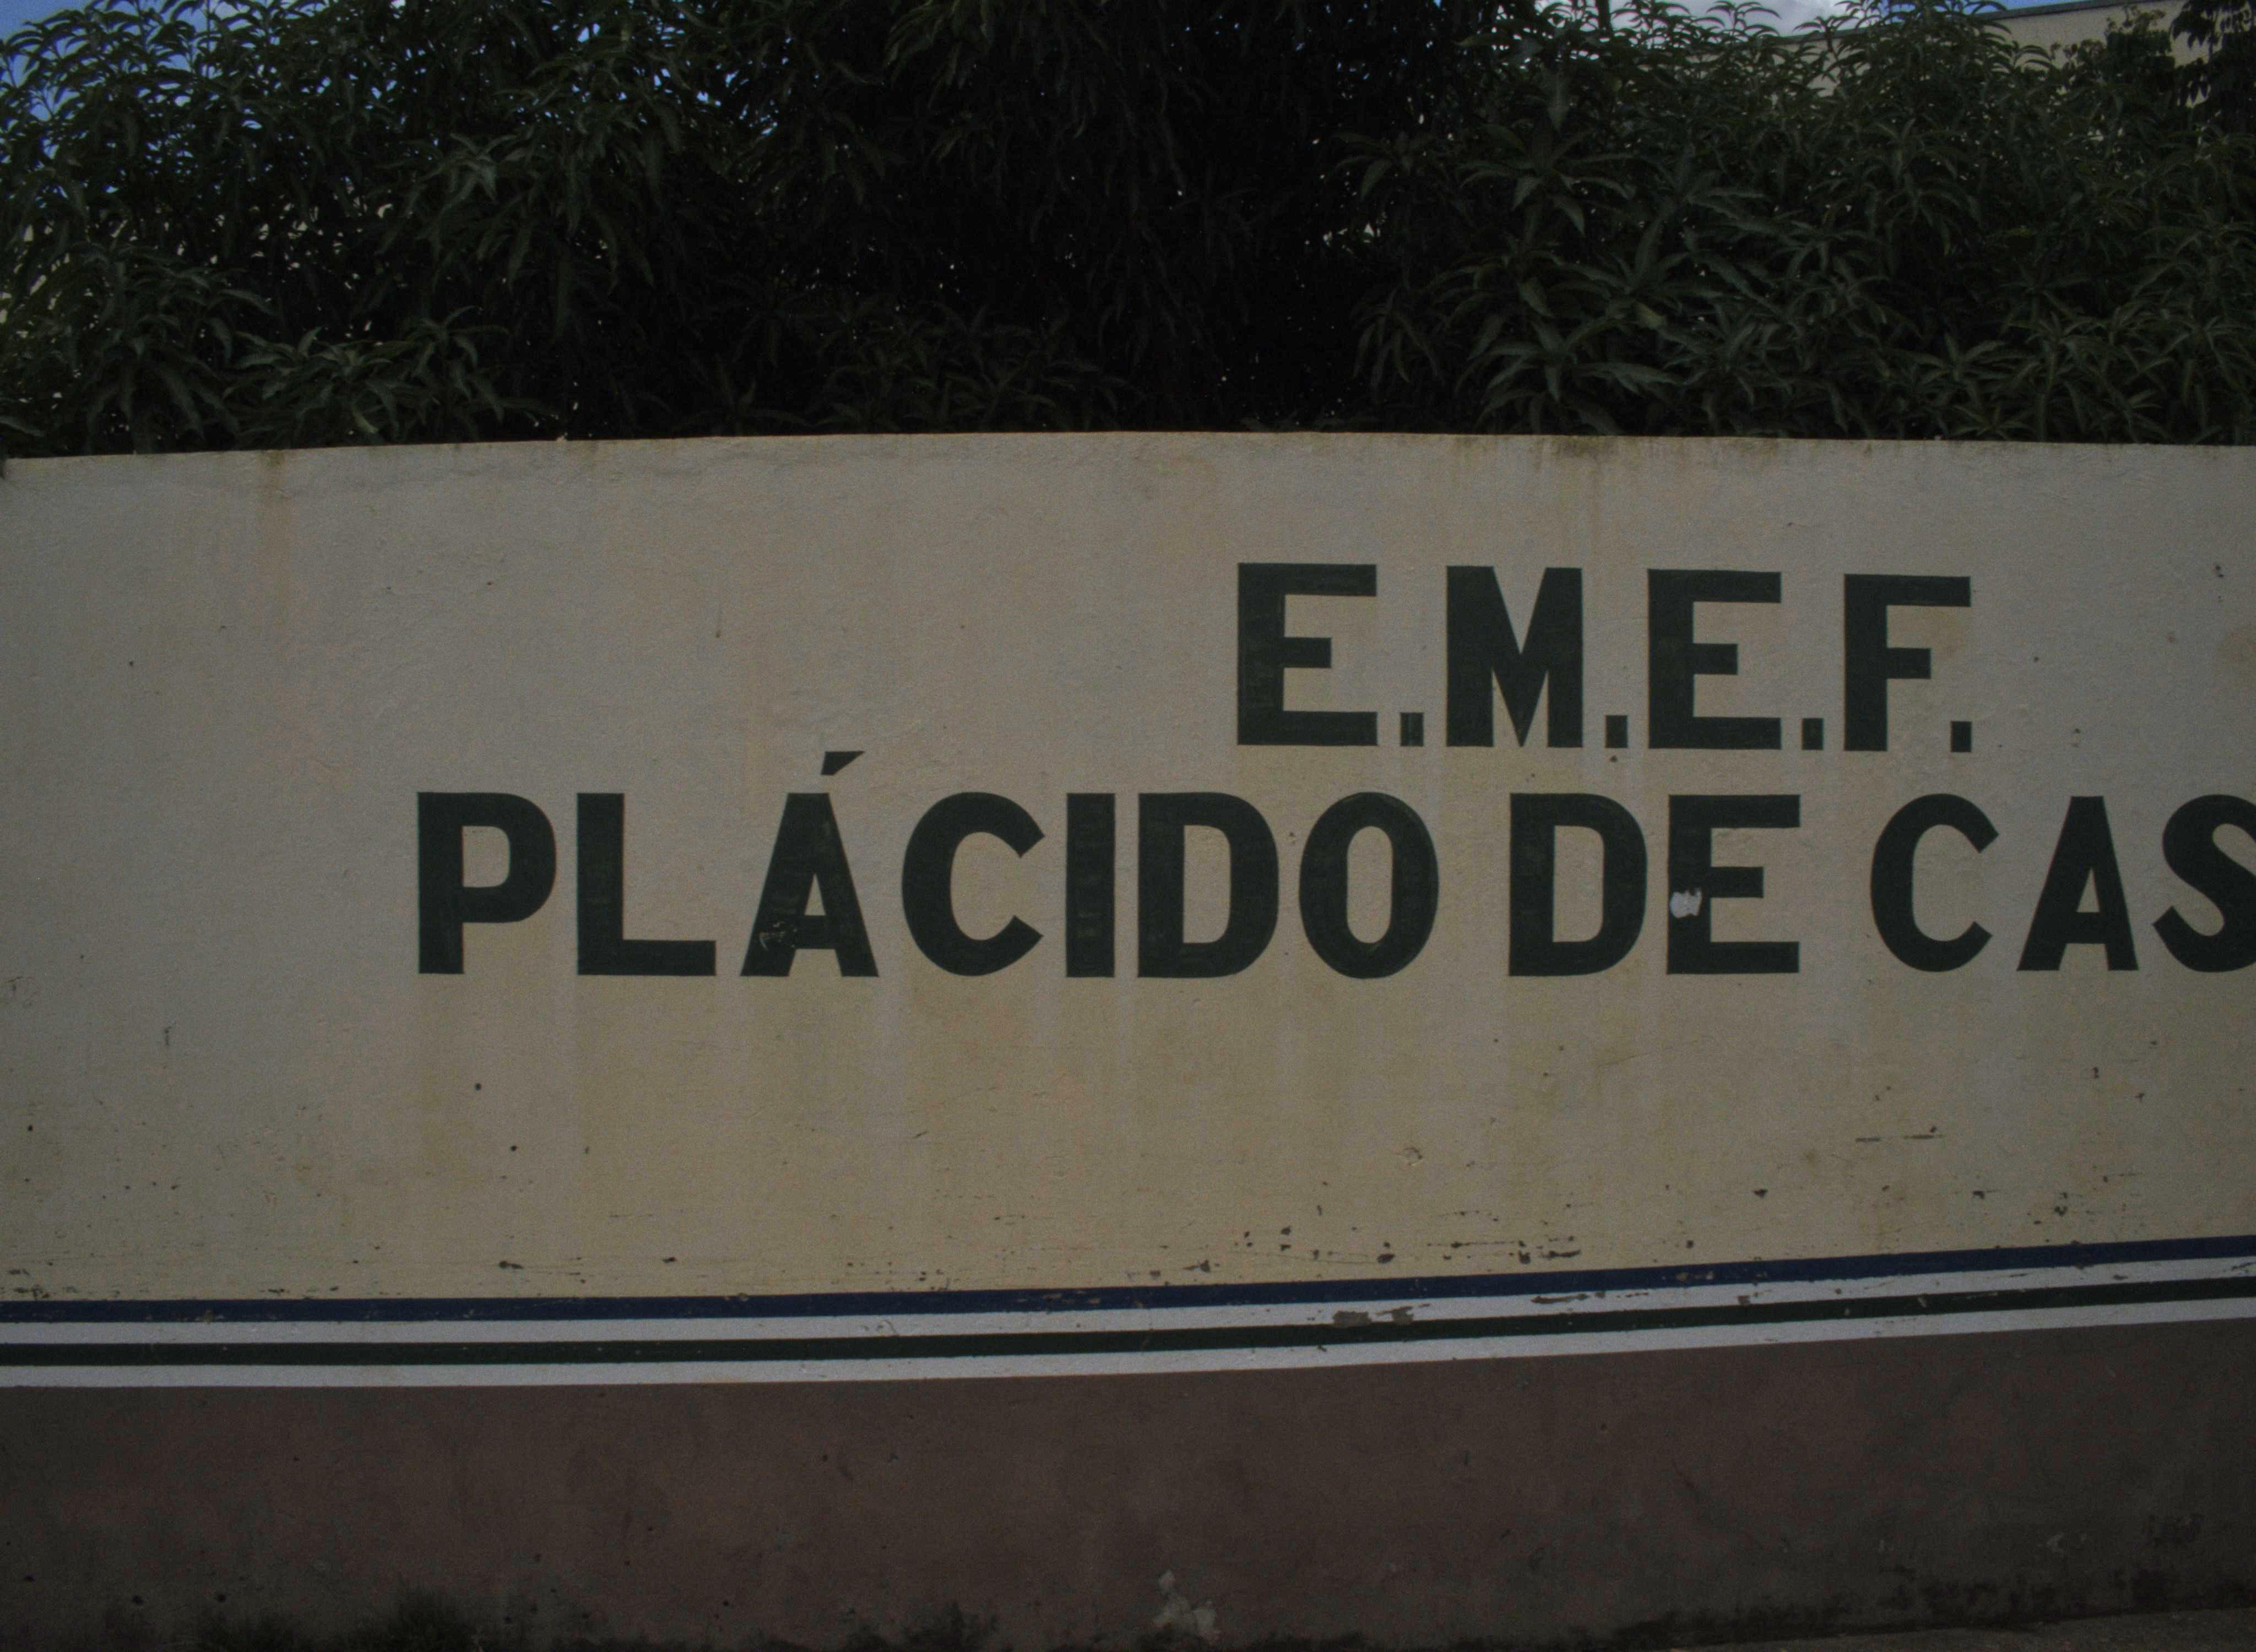 E.M.E.F.
PLÁCIDO DE CAS